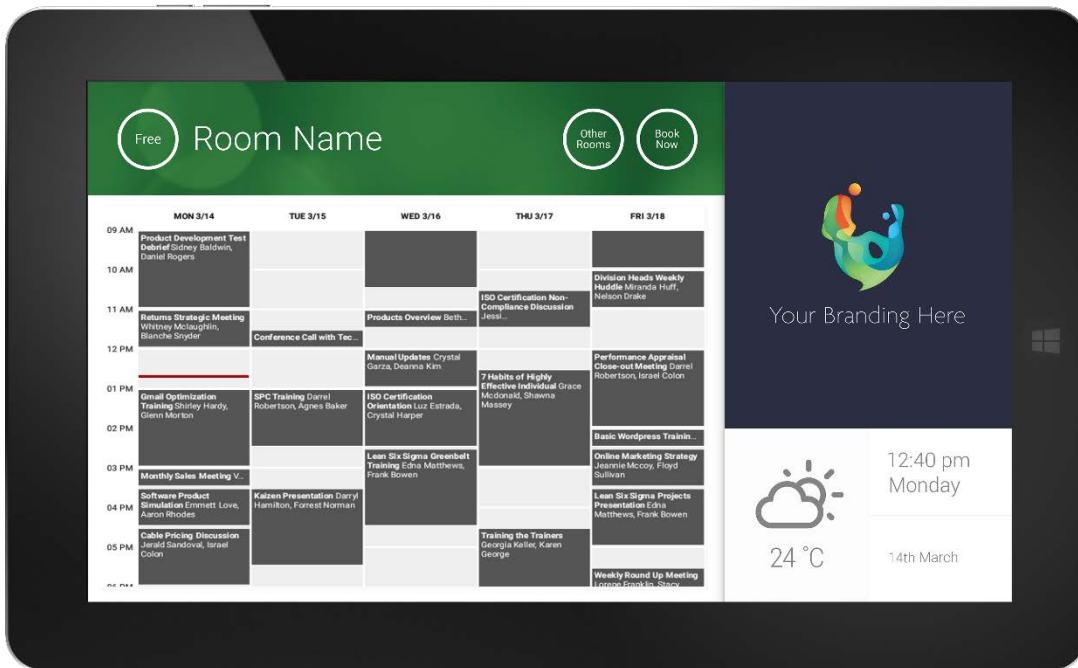 Free
Room Name
Other
Rooms
Book
Now
MON 3/14
TUE 3/15
WED 3/16
THU 3/17
FRI 3/18
09 AM
10 AM
11 AM
12 PM
01 PM
02 PM
03 PM
04 PM
05 PM
06 PM
Product Development Test
Debrief Sidney Baldwin,
Daniel Rogers
Returns Strategic Meeting
Whitney Mclaughlin,
Blanche Snyder
Gmail Optimization
Training Shirley Hardy,
Glenn Morton
Monthly Sales Meeting V...
Software Product
Simulation Emmett Love,
Aaron Rhodes
Cable Pricing Discussion
Jerald Sandoval, Israel
Colon
Conference Call with Tec...
SPC Training Darrel
Robertson, Agnes Baker
Kaizen Presentation Darryl
Hamilton, Forrest Norman
Products Overview Beth...
Manual Updates Crystal
Garza, Deanna Kim
ISO Certification
Orientation Luz Estrada,
Crystal Harper
Lean Six Sigma Greenbelt
Training Edna Matthews,
Frank Bowen
ISO Certification Non-
Compliance Discussion
Jessi...
7 Habits of Highly
Effective Individual Grace
Mcdonald, Shawna
Massey
Training the Trainers
Georgia Keller, Karen
George
Division Heads Weekly
Huddle Miranda Huff,
Nelson Drake
Performance Appraisal
Close-out Meeting Darrel
Robertson, Israel Colon
Basic Wordpress Trainin...
Online Marketing Strategy
Jeannie Mccoy, Floyd
Sullivan
Lean Six Sigma Projects
Presentation Edna
Matthews, Frank Bowen
Weekly Round Up Meeting
Lorene Franklin, Stacy
Your Branding Here
24 °C
12:40 pm
Monday
14th March